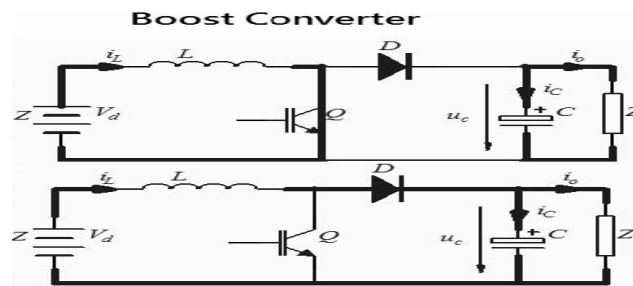 Boost Converter
i_L L D i_o
Z V_d Q u_c i_C + C Z
i_L L D i_o
Z V_d Q u_c i_C + C Z